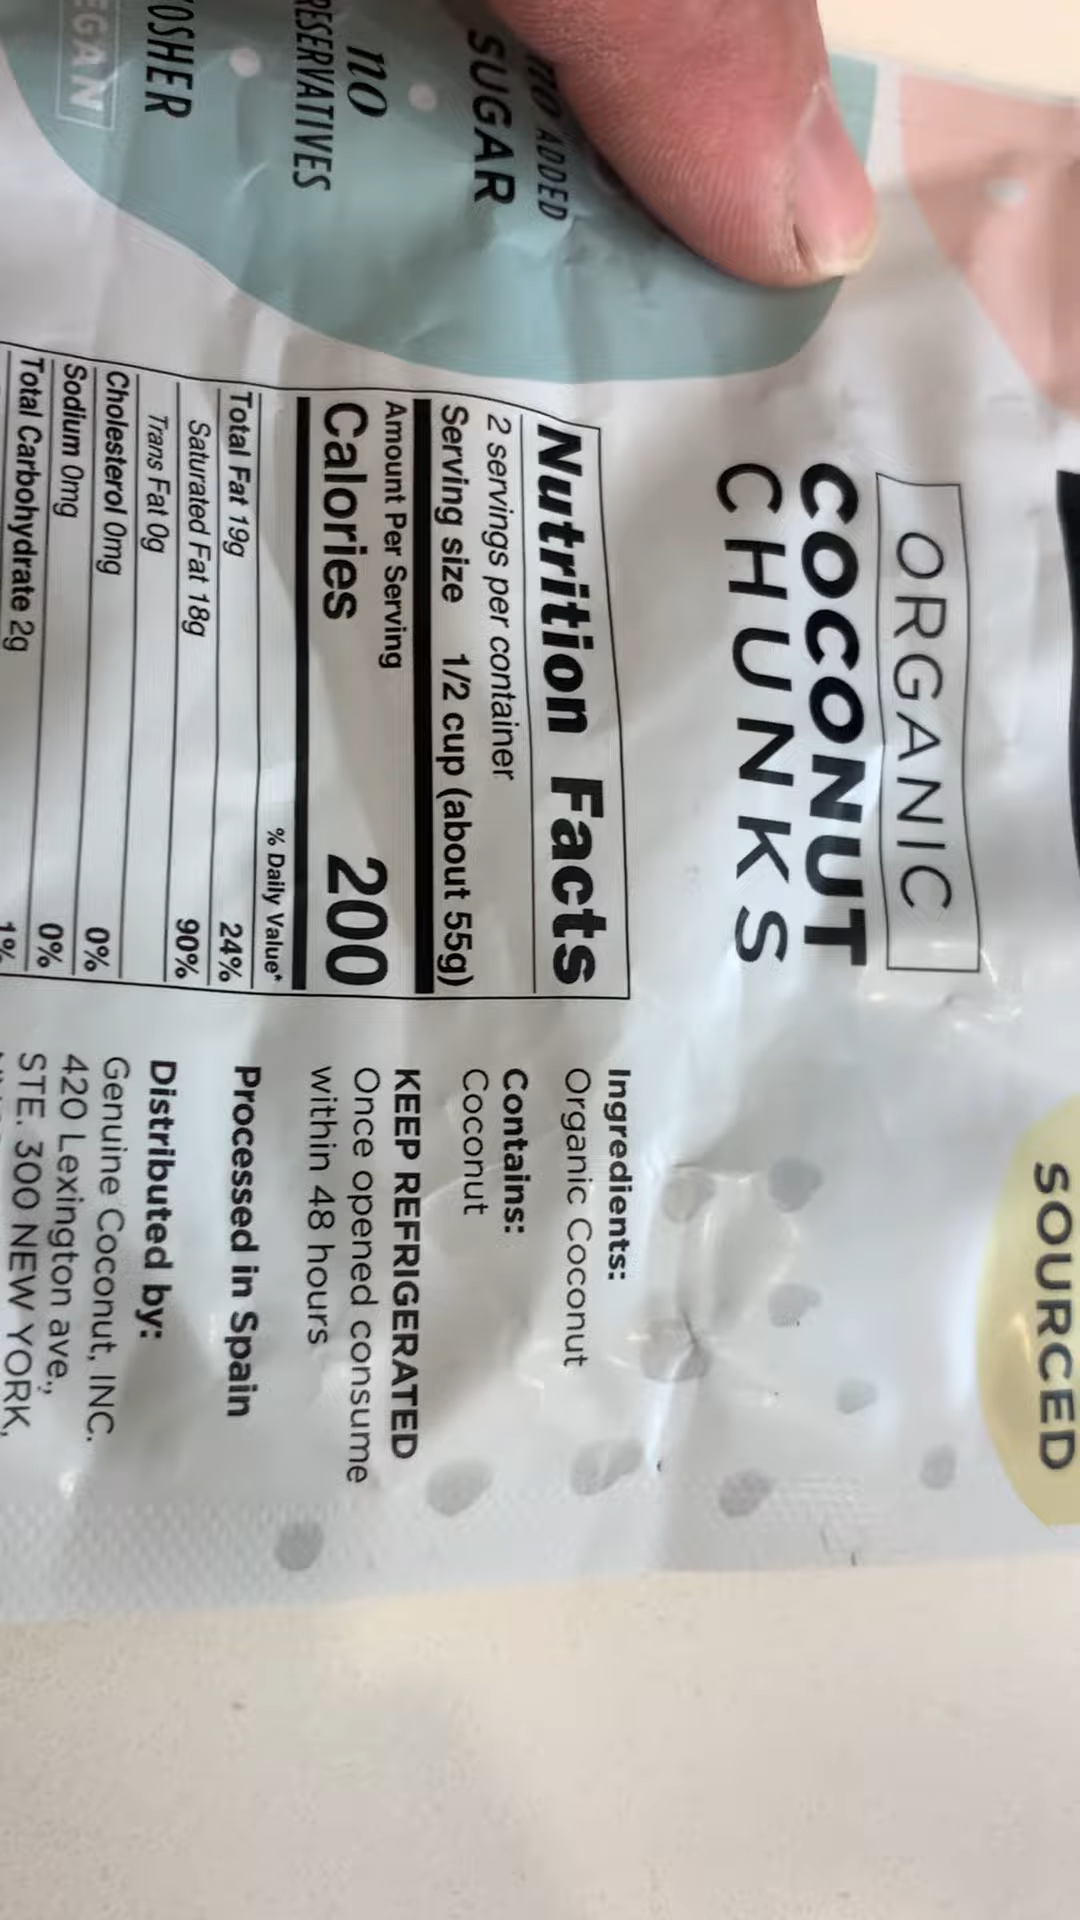 ORGANIC
COCONUT
CHUNKS
SOURCED
no ADDED
SUGAR
no
RESERVATIVES
OSHER
EGAN
Nutrition Facts
2 servings per container
Serving size 1/2 cup (about 55g)
Amount Per Serving
Calories 200
% Daily Value*
Total Fat 19g 24%
Saturated Fat 18g 90%
Trans Fat 0g
Cholesterol 0mg 0%
Sodium 0mg 0%
Total Carbohydrate 2g 1%
Ingredients:
Organic Coconut
Contains:
Coconut
KEEP REFRIGERATED
Once opened consume
within 48 hours
Processed in Spain
Distributed by:
Genuine Coconut, INC.
420 Lexington ave.,
STE. 300 NEW YORK,